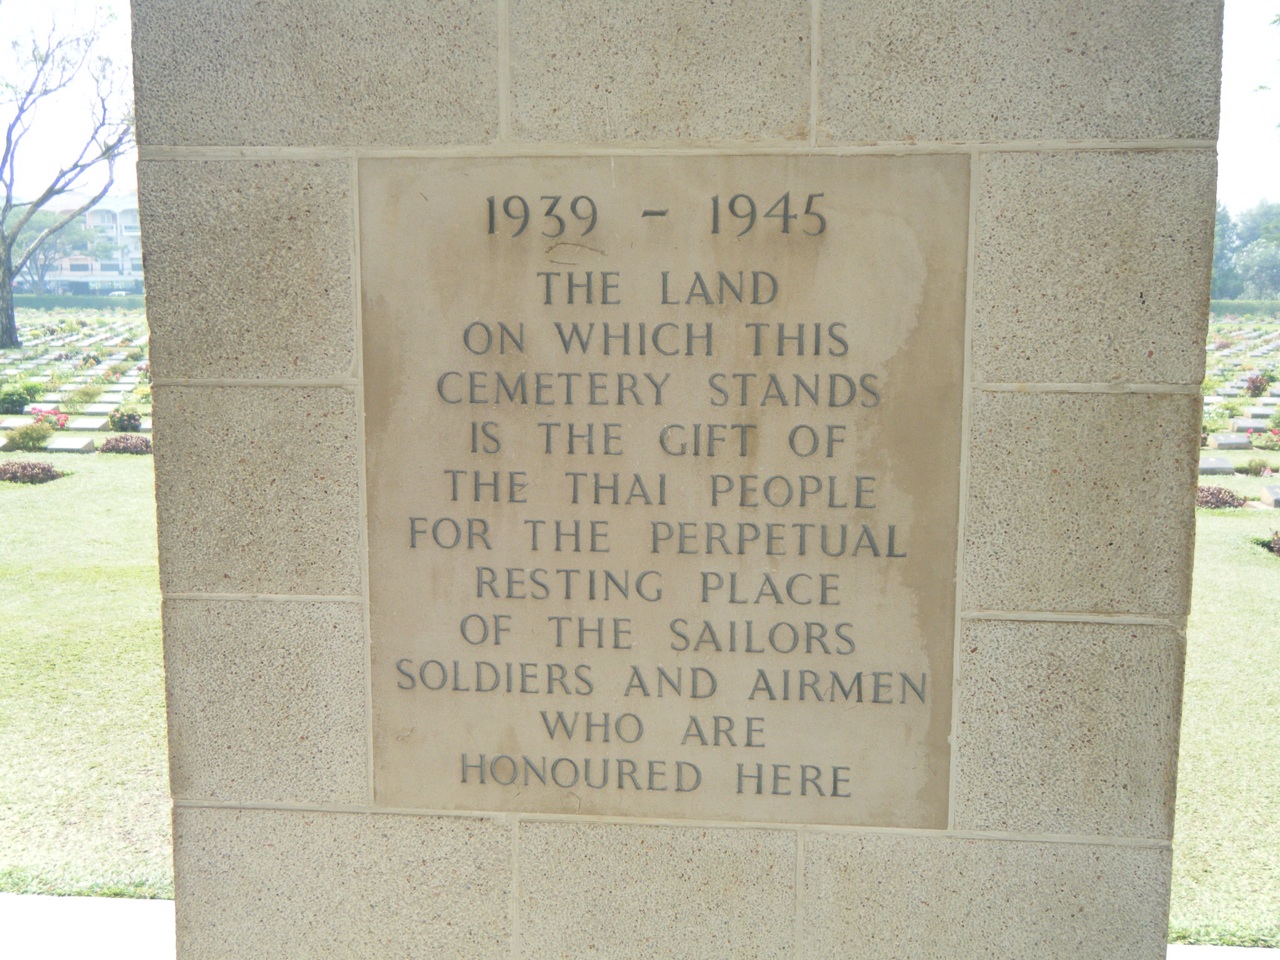 1939 - 1945
THE LAND
ON WHICH THIS
CEMETERY STANDS
IS THE GIFT OF
THE THAI PEOPLE
FOR THE PERPETUAL
RESTING PLACE
OF THE SAILORS
SOLDIERS AND AIRMEN
WHO ARE
HONOURED HERE